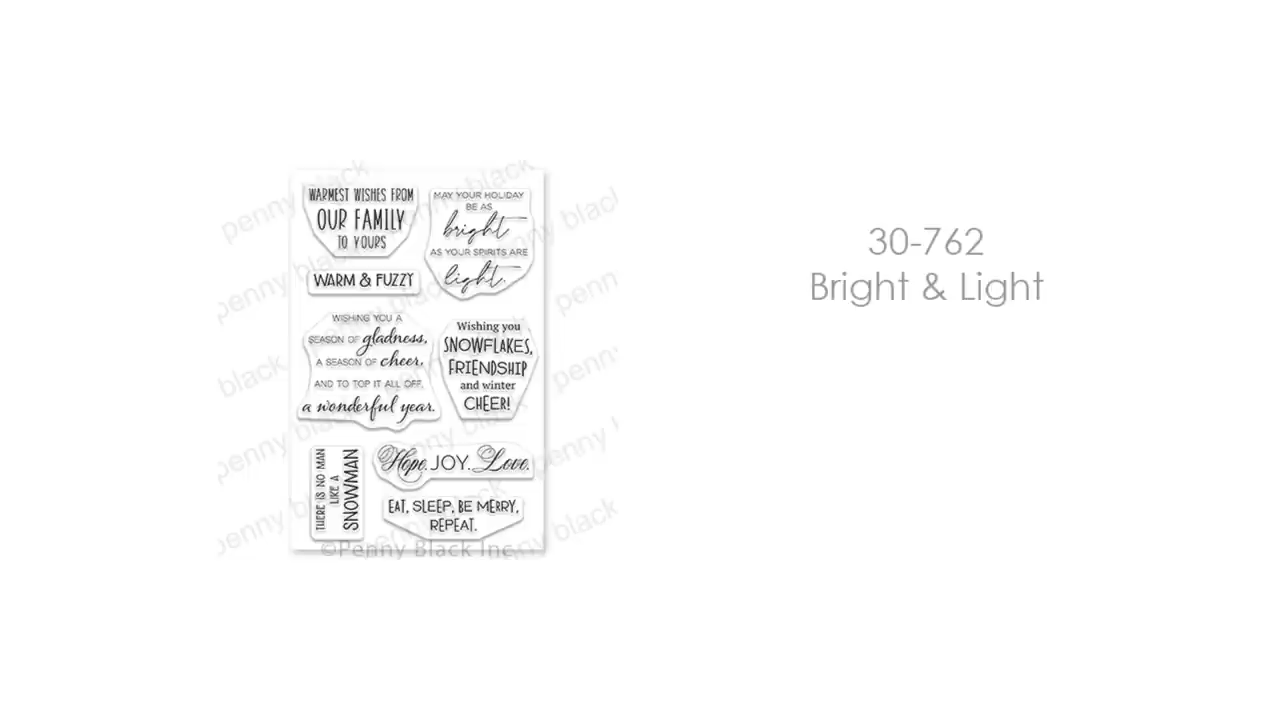 WARMEST WISHES FROM
OUR FAMILY
TO YOURS
MAY YOUR HOLIDAY
BE AS
bright
AS YOUR SPIRITS ARE
light.
WARM & FUZZY
WISHING YOU A
SEASON OF gladness,
A SEASON OF cheer,
AND TO TOP IT ALL OFF,
a wonderful year.
Wishing you
SNOWFLAKES,
FRIENDSHIP
and winter
CHEER!
THERE IS NO MAN
LIKE A
SNOWMAN
Hope. JOY. Love.
EAT, SLEEP, BE MERRY,
REPEAT.
©Penny Black Inc.
penny black
30-762
Bright & Light